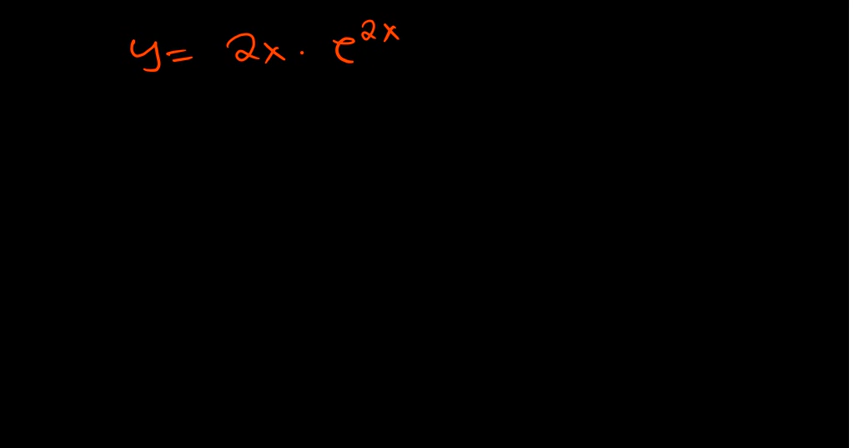 y = 2x · e^{2x}